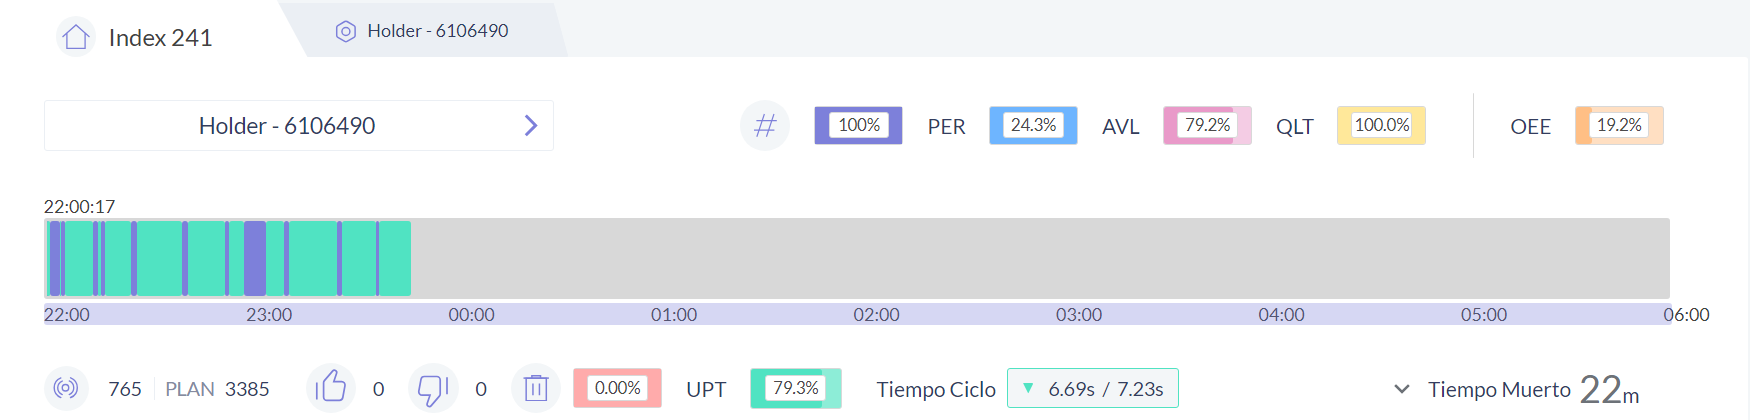 Index 241
Holder - 6106490
Holder - 6106490
# 100% PER 24.3% AVL 79.2% QLT 100.0% OEE 19.2%
22:00:17
22:00 23:00 00:00 01:00 02:00 03:00 04:00 05:00 06:00
765 PLAN 3385 0 0 0.00% UPT 79.3% Tiempo Ciclo ▼ 6.69s / 7.23s Tiempo Muerto 22m